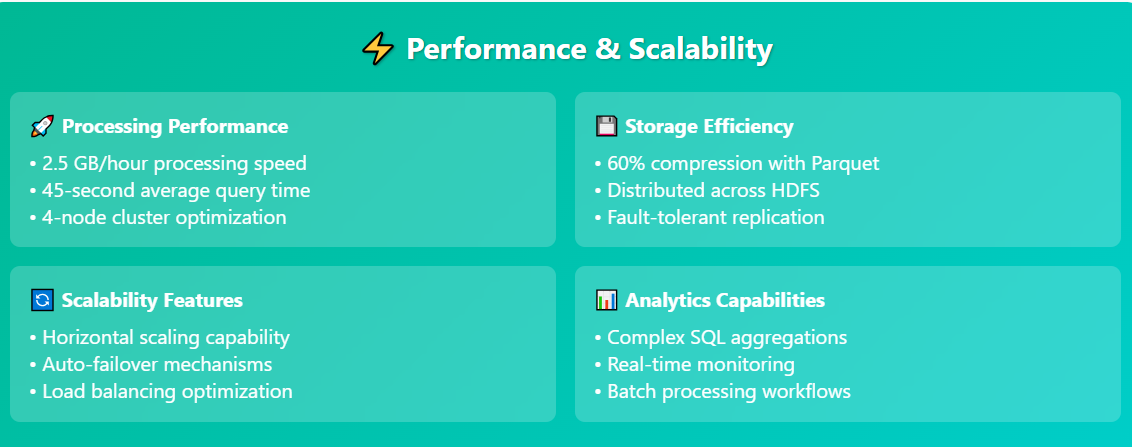 ⚡ Performance & Scalability
🚀 Processing Performance
• 2.5 GB/hour processing speed
• 45-second average query time
• 4-node cluster optimization
💾 Storage Efficiency
• 60% compression with Parquet
• Distributed across HDFS
• Fault-tolerant replication
🔄 Scalability Features
• Horizontal scaling capability
• Auto-failover mechanisms
• Load balancing optimization
📊 Analytics Capabilities
• Complex SQL aggregations
• Real-time monitoring
• Batch processing workflows